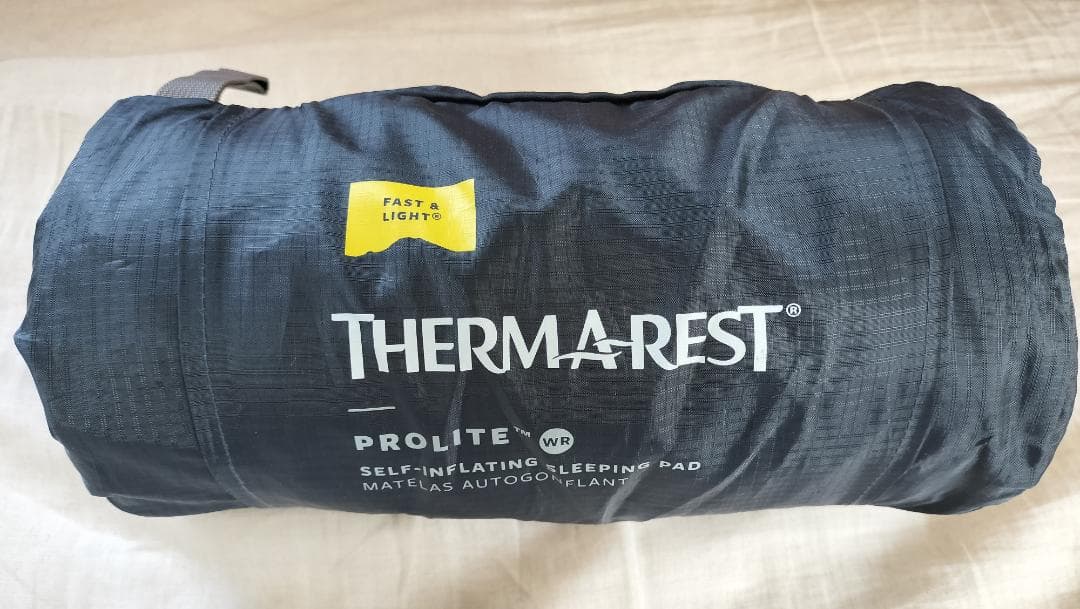 FAST &
LIGHT®
THERMAREST®
PROLITE™ WR
SELF-INFLATING SLEEPING PAD
MATELAS AUTOGONFLANT